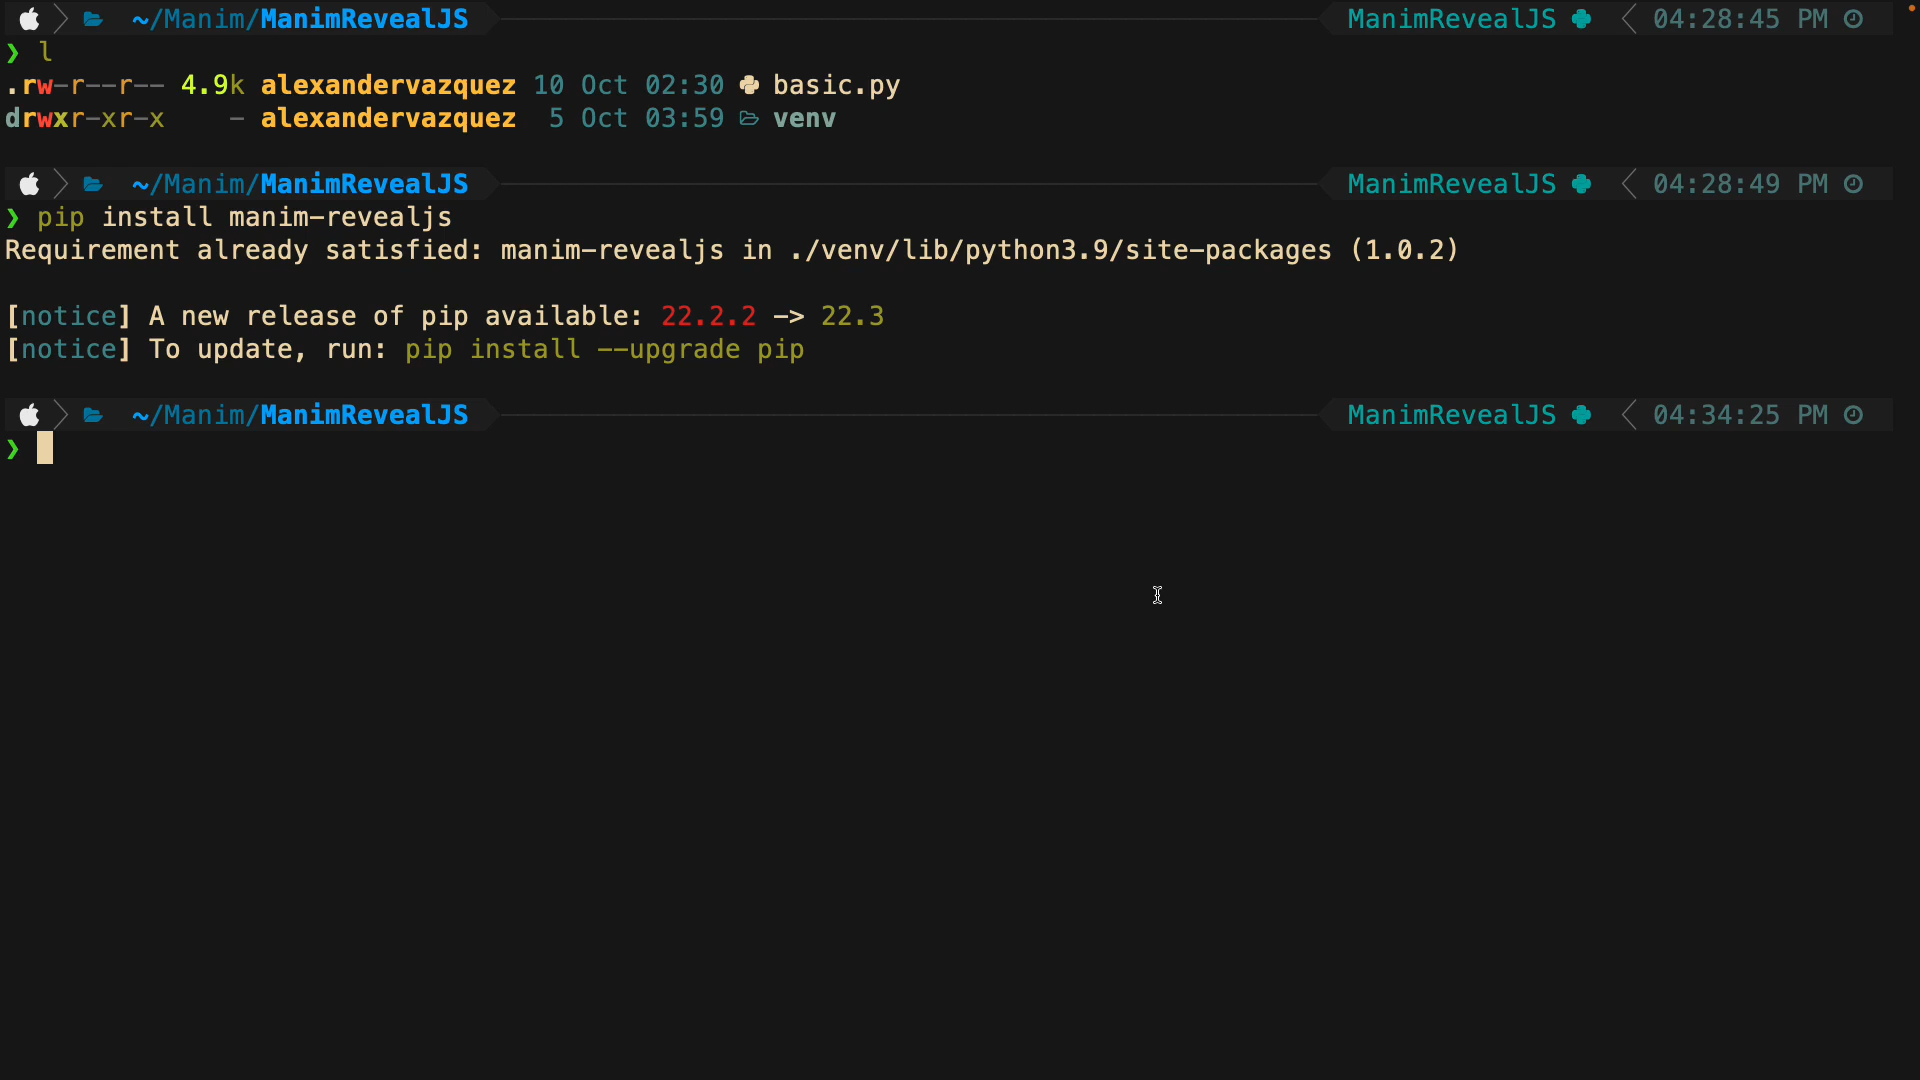 ~/Manim/ManimRevealJS ManimRevealJS 04:28:45 PM
❯ l
.rw-r--r-- 4.9k alexandervazquez 10 Oct 02:30 basic.py
drwxr-xr-x - alexandervazquez 5 Oct 03:59 venv
~/Manim/ManimRevealJS ManimRevealJS 04:28:49 PM
❯ pip install manim-revealjs
Requirement already satisfied: manim-revealjs in ./venv/lib/python3.9/site-packages (1.0.2)
[notice] A new release of pip available: 22.2.2 -> 22.3
[notice] To update, run: pip install --upgrade pip
~/Manim/ManimRevealJS ManimRevealJS 04:34:25 PM
❯